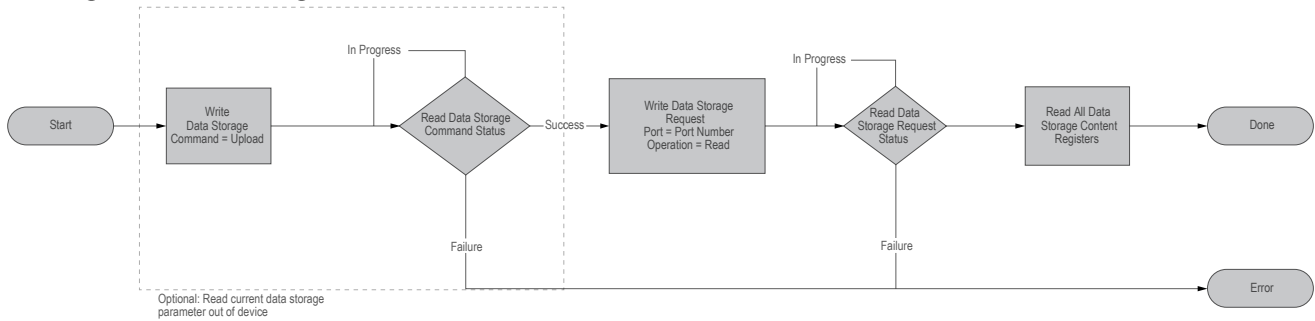 In Progress
In Progress
Start
Write
Data Storage
Command = Upload
Read Data Storage
Command Status
Success
Write Data Storage
Request
Port = Port Number
Operation = Read
Read Data
Storage Request
Status
Read All Data
Storage Content
Registers
Done
Failure
Failure
Optional: Read current data storage
parameter out of device
Error